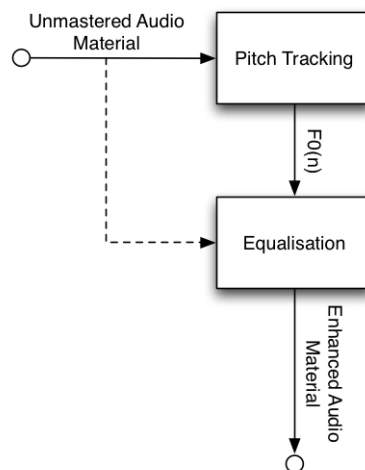 Unmastered Audio
Material
Pitch Tracking
F0(n)
Equalisation
Enhanced Audio
Material